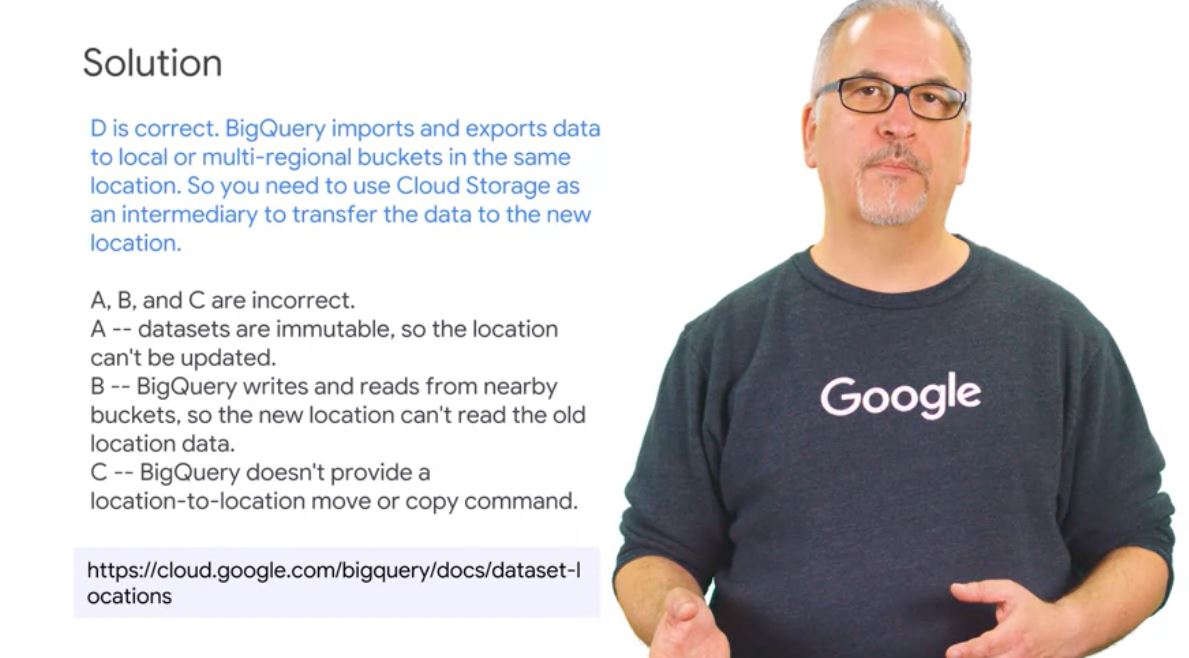 Solution
D is correct. BigQuery imports and exports data
to local or multi-regional buckets in the same
location. So you need to use Cloud Storage as
an intermediary to transfer the data to the new
location.
A, B, and C are incorrect.
A -- datasets are immutable, so the location
can't be updated.
B -- BigQuery writes and reads from nearby
buckets, so the new location can't read the old
location data.
C -- BigQuery doesn't provide a
location-to-location move or copy command.
https://cloud.google.com/bigquery/docs/dataset-l
ocations
Google